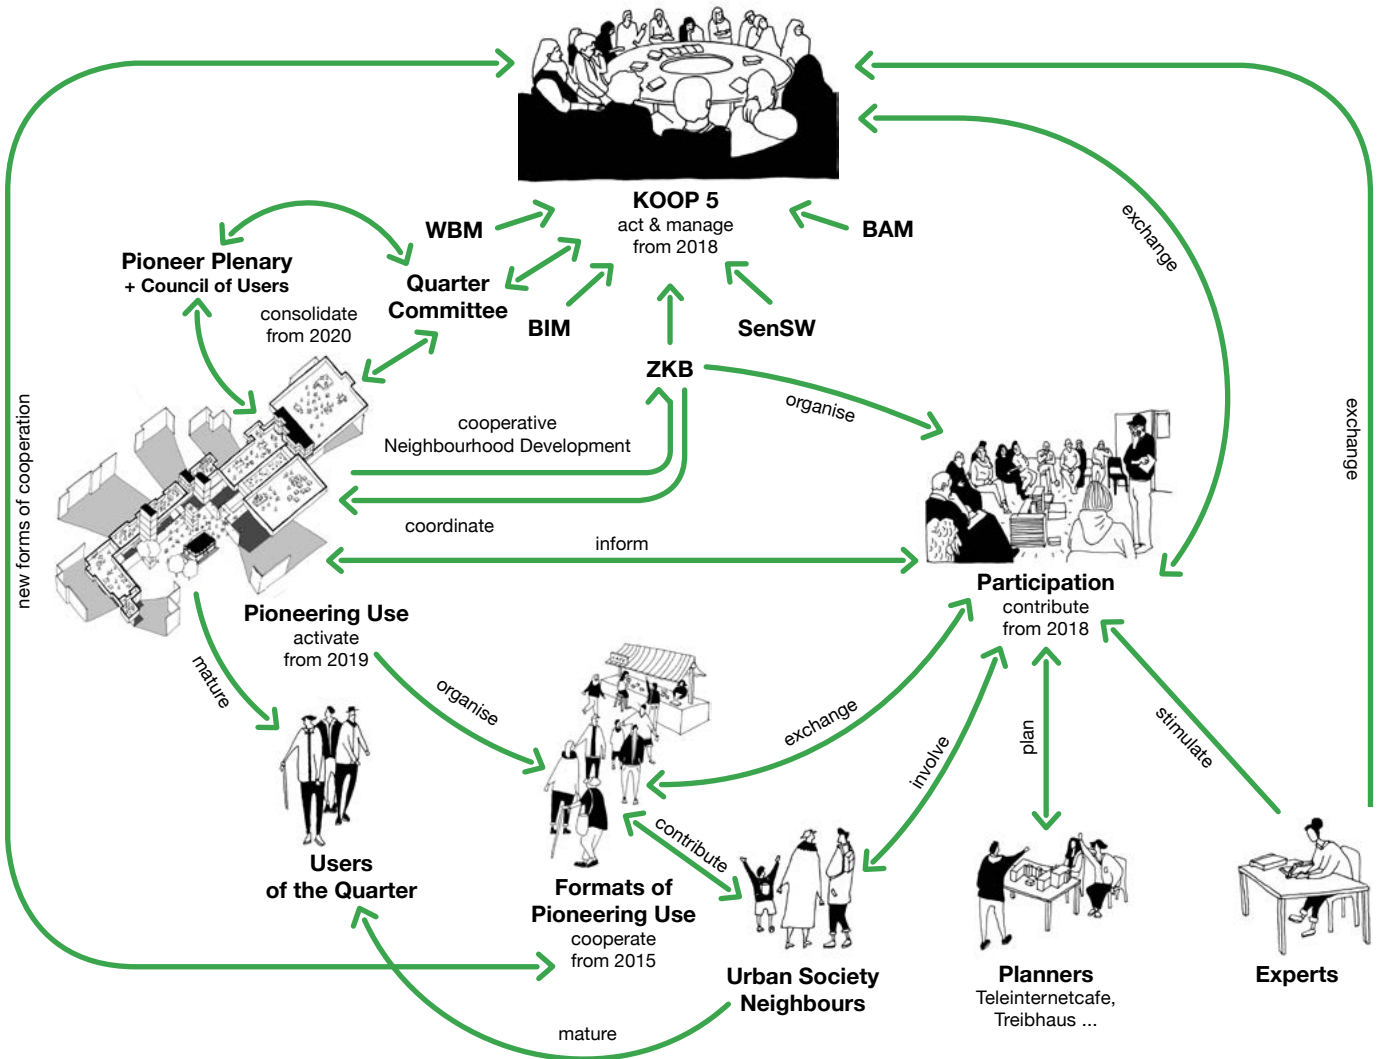 KOOP 5
act & manage
from 2018
WBM
BAM
exchange
Pioneer Plenary
+ Council of Users
Quarter
Committee
consolidate
from 2020
BIM
SenSW
ZKB
organise
new forms of cooperation
exchange
cooperative
Neighbourhood Development
coordinate
inform
Participation
contribute
from 2018
Pioneering Use
activate
from 2019
mature
organise
exchange
involve
plan
stimulate
contribute
Users
of the Quarter
Formats of
Pioneering Use
cooperate
from 2015
Urban Society
Neighbours
Planners
Teleinternetcafe,
Treibhaus ...
Experts
mature